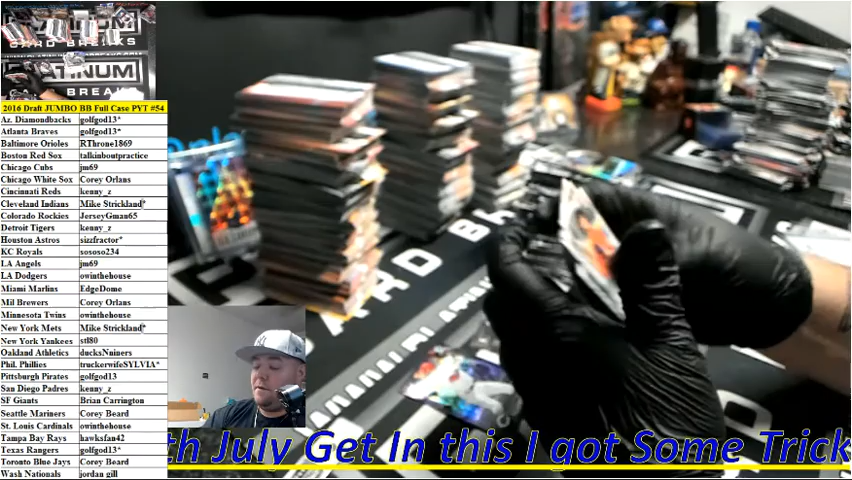 CARD BREAKS
PLATINUM
BREAKS
2016 Draft JUMBO BB Full Case PYT #54
Az. Diamondbacks golfgod13*
Atlanta Braves golfgod13*
Baltimore Orioles RThrone1869
Boston Red Sox talkinboutpractice
Chicago Cubs jm69
Chicago White Sox Corey Orlans
Cincinnati Reds kenny_z
Cleveland Indians Mike Strickland*
Colorado Rockies JerseyGman65
Detroit Tigers kenny_z
Houston Astros sizzfractor*
KC Royals sososo234
LA Angels jm69
LA Dodgers owinthehouse
Miami Marlins EdgeDome
Mil Brewers Corey Orlans
Minnesota Twins owinthehouse
New York Mets Mike Strickland*
New York Yankees stl80
Oakland Athletics ducksNniners
Phil. Phillies truckerwifeSYLVIA*
Pittsburgh Pirates golfgod13
San Diego Padres kenny_z
SF Giants Brian Carrington
Seattle Mariners Corey Beard
St. Louis Cardinals owinthehouse
Tampa Bay Rays hawksfan42
Texas Rangers golfgod13*
Toronto Blue Jays Corey Beard
Wash Nationals jordan gill
th July Get In this I got Some Trick